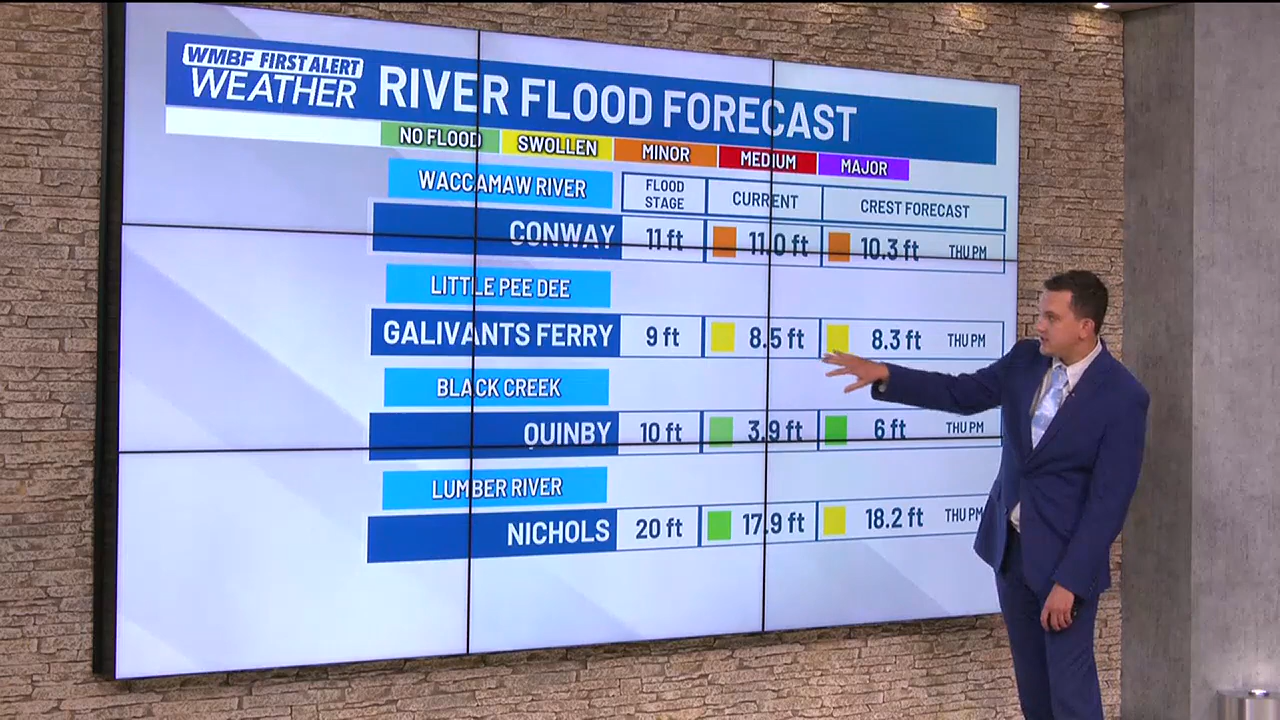 WMBF FIRST ALERT
WEATHER
RIVER FLOOD FORECAST
NO FLOOD SWOLLEN MINOR MEDIUM MAJOR
WACCAMAW RIVER FLOOD STAGE CURRENT CREST FORECAST
CONWAY 11 ft 11.0 ft 10.3 ft THU PM
LITTLE PEE DEE
GALIVANTS FERRY 9 ft 8.5 ft 8.3 ft THU PM
BLACK CREEK
QUINBY 10 ft 3.9 ft 6 ft THU PM
LUMBER RIVER
NICHOLS 20 ft 17.9 ft 18.2 ft THU PM